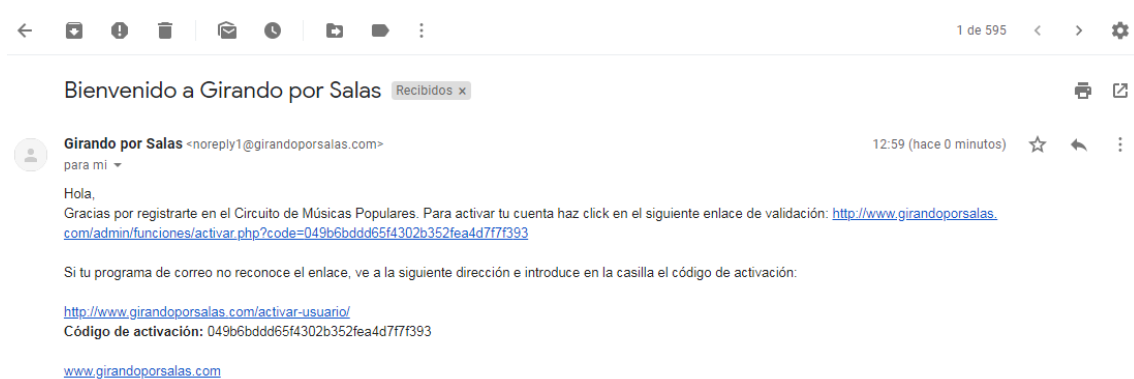 1 de 595
Bienvenido a Girando por Salas Recibidos x
Girando por Salas <noreply1@girandoporsalas.com> 12:59 (hace 0 minutos)
para mi
Hola,
Gracias por registrarte en el Circuito de Músicas Populares. Para activar tu cuenta haz click en el siguiente enlace de validación: http://www.girandoporsalas.
com/admin/funciones/activar.php?code=049b6bddd65f4302b352fea4d7f7f393
Si tu programa de correo no reconoce el enlace, ve a la siguiente dirección e introduce en la casilla el código de activación:
http://www.girandoporsalas.com/activar-usuario/
Código de activación: 049b6bddd65f4302b352fea4d7f7f393
www.girandoporsalas.com